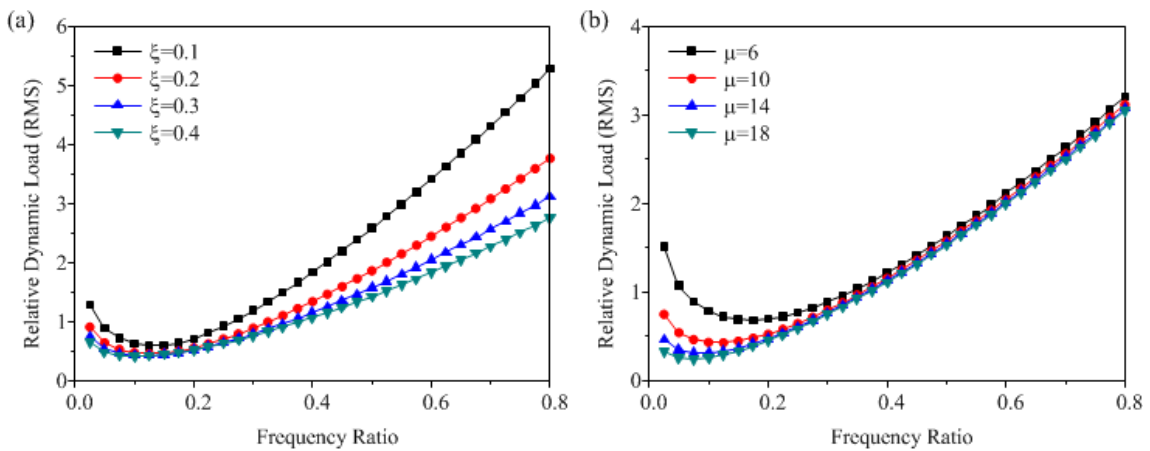 (a)
6
5
4
3
2
1
0
Relative Dynamic Load (RMS)
ξ=0.1
ξ=0.2
ξ=0.3
ξ=0.4
0.0 0.2 0.4 0.6 0.8
Frequency Ratio
(b)
4
3
2
1
0
Relative Dynamic Load (RMS)
μ=6
μ=10
μ=14
μ=18
0.0 0.2 0.4 0.6 0.8
Frequency Ratio